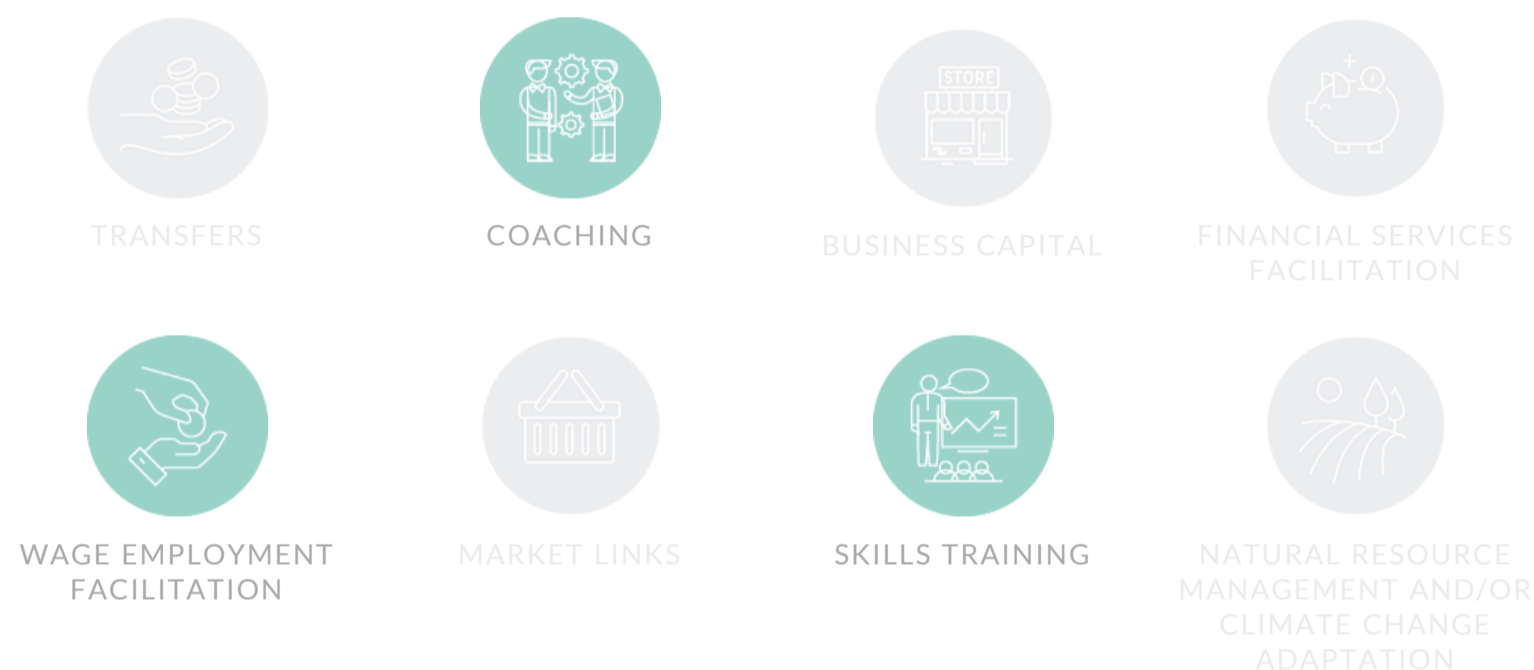 STORE
TRANSFERS
COACHING
BUSINESS CAPITAL
FINANCIAL SERVICES
FACILITATION
WAGE EMPLOYMENT
FACILITATION
MARKET LINKS
SKILLS TRAINING
NATURAL RESOURCE
MANAGEMENT AND/OR
CLIMATE CHANGE
ADAPTATION